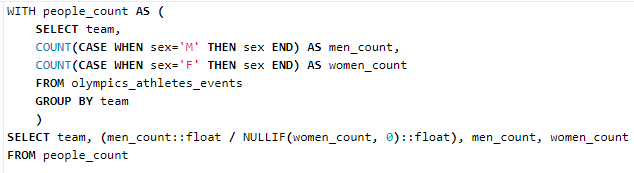 WITH people_count AS (
    SELECT team,
    COUNT(CASE WHEN sex='M' THEN sex END) AS men_count,
    COUNT(CASE WHEN sex='F' THEN sex END) AS women_count
    FROM olympics_athletes_events
    GROUP BY team
    )
SELECT team, (men_count::float / NULLIF(women_count, 0)::float), men_count, women_count
FROM people_count